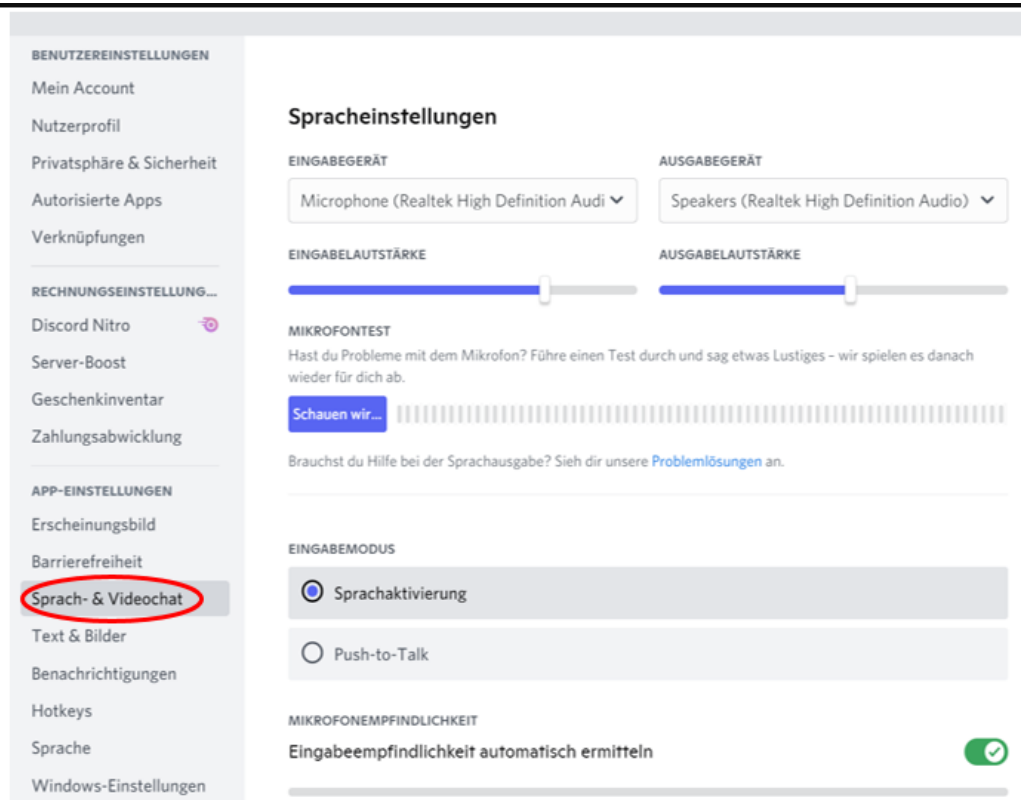 BENUTZEREINSTELLUNGEN
Mein Account
Nutzerprofil
Privatsphäre & Sicherheit
Autorisierte Apps
Verknüpfungen
RECHNUNGSEINSTELLUNG...
Discord Nitro
Server-Boost
Geschenkinventar
Zahlungsabwicklung
APP-EINSTELLUNGEN
Erscheinungsbild
Barrierefreiheit
Sprach- & Videochat
Text & Bilder
Benachrichtigungen
Hotkeys
Sprache
Windows-Einstellungen
Spracheinstellungen
EINGABEGERÄT
Microphone (Realtek High Definition Audi
AUSGABEGERÄT
Speakers (Realtek High Definition Audio)
EINGABELAUTSTÄRKE
AUSGABELAUTSTÄRKE
MIKROFONTEST
Hast du Probleme mit dem Mikrofon? Führe einen Test durch und sag etwas Lustiges – wir spielen es danach
wieder für dich ab.
Schauen wir...
Brauchst du Hilfe bei der Sprachausgabe? Sieh dir unsere Problemlösungen an.
EINGABEMODUS
Sprachaktivierung
Push-to-Talk
MIKROFONEMPFINDLICHKEIT
Eingabeempfindlichkeit automatisch ermitteln